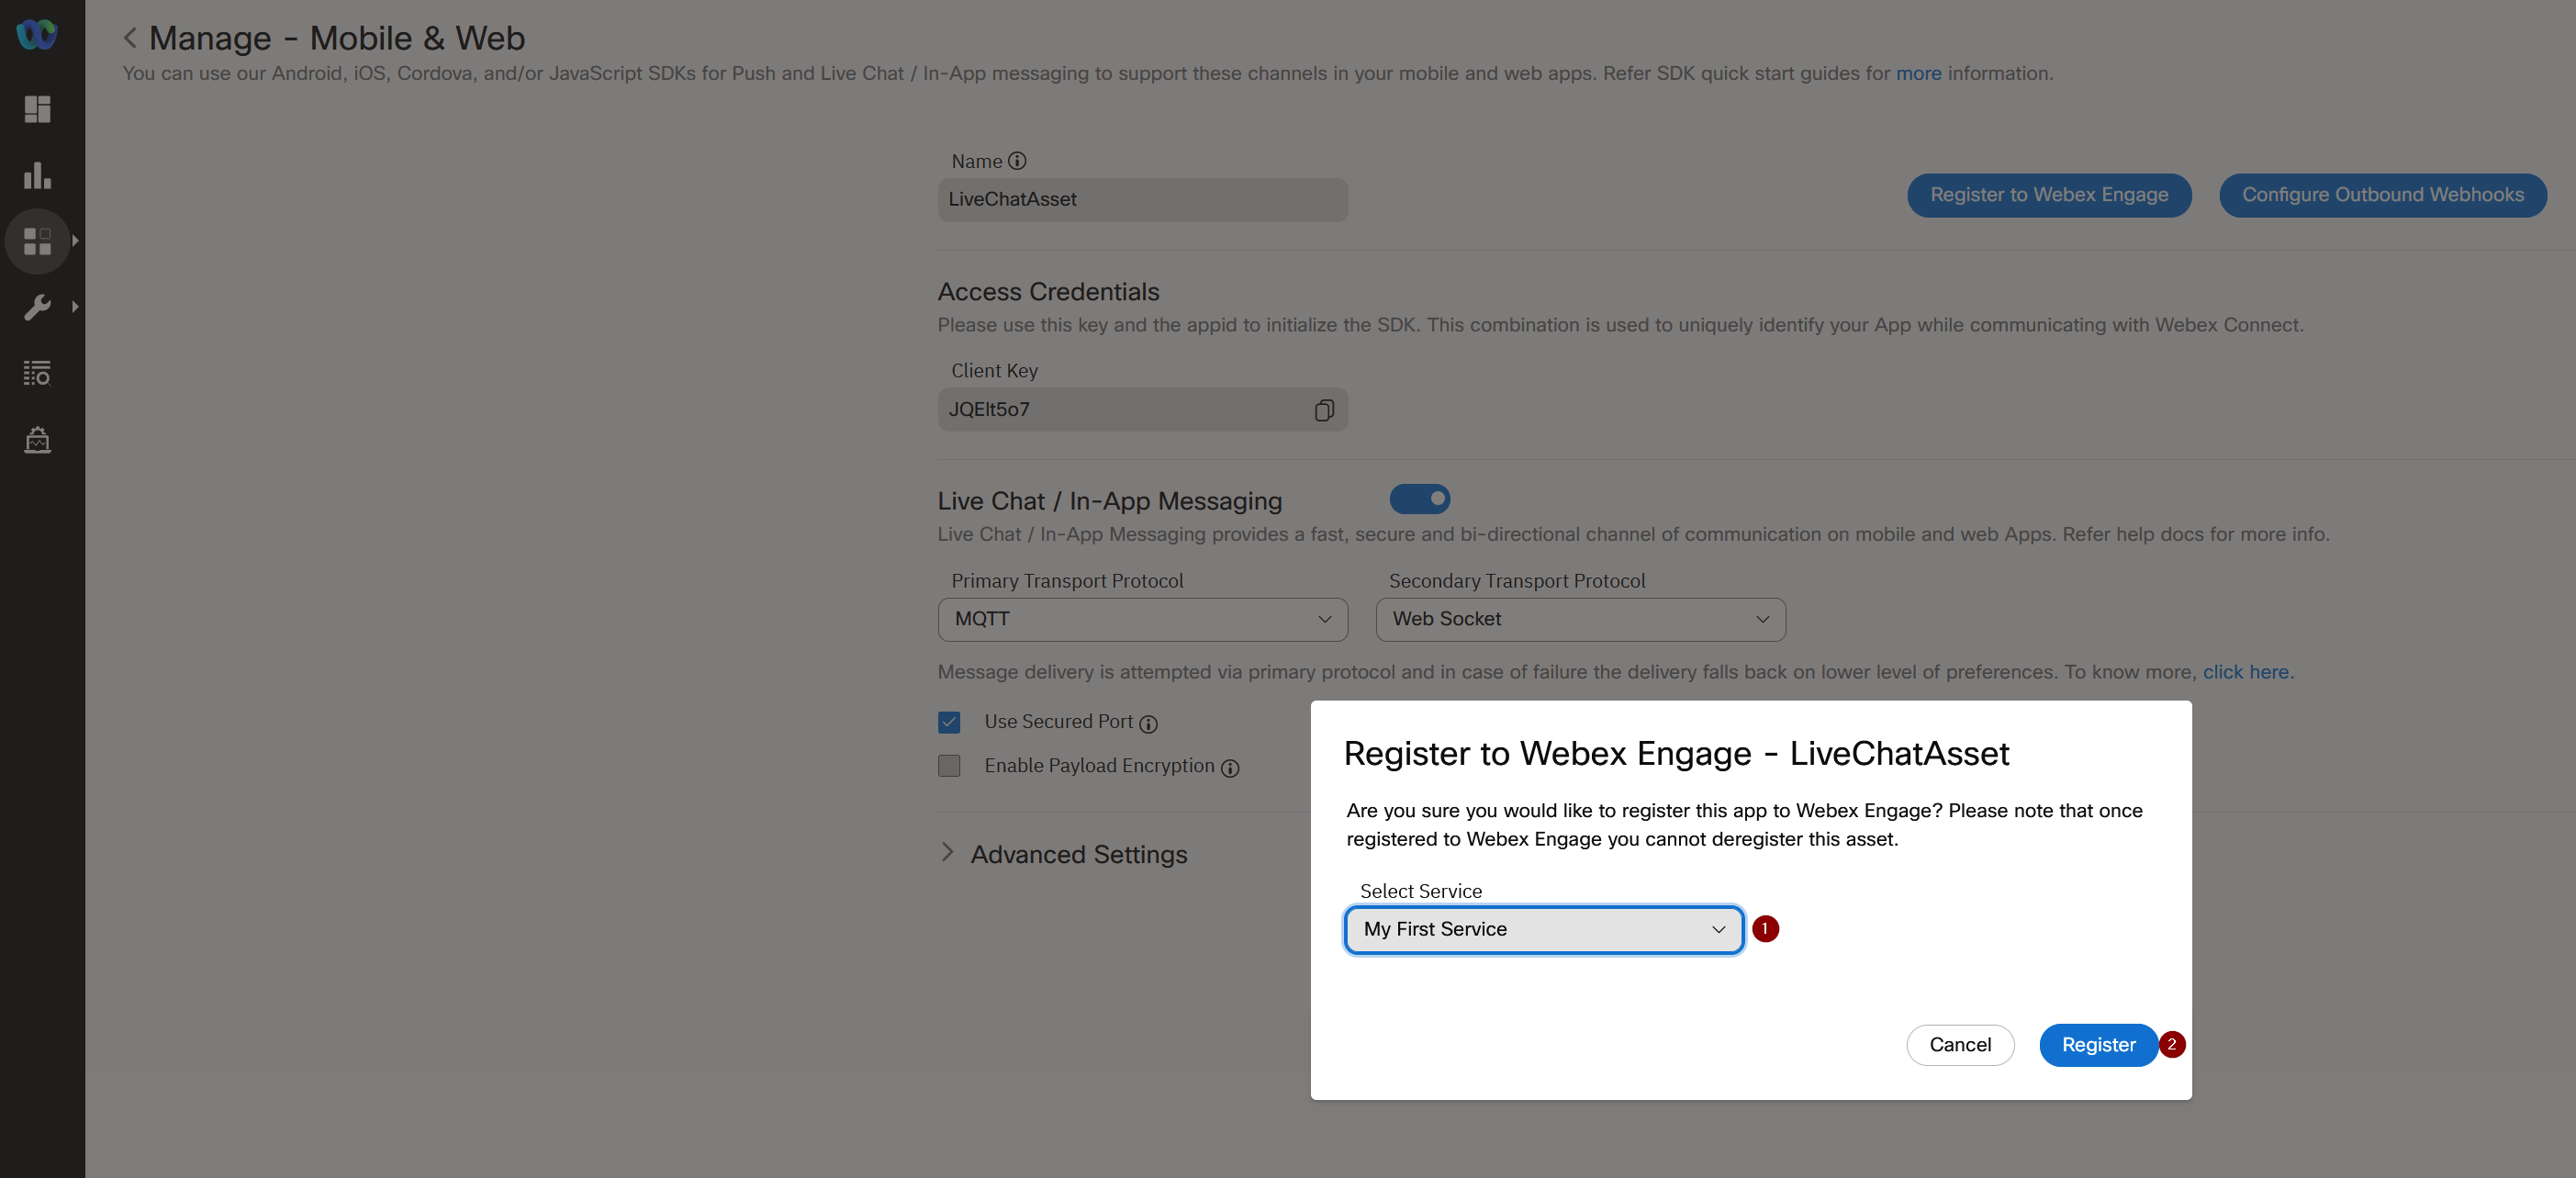 Manage - Mobile & Web
You can use our Android, iOS, Cordova, and/or JavaScript SDKs for Push and Live Chat / In-App messaging to support these channels in your mobile and web apps. Refer SDK quick start guides for more information.
Name
LiveChatAsset
Register to Webex Engage
Configure Outbound Webhooks
Access Credentials
Please use this key and the appid to initialize the SDK. This combination is used to uniquely identify your App while communicating with Webex Connect.
Client Key
JQEIt5o7
Live Chat / In-App Messaging
Live Chat / In-App Messaging provides a fast, secure and bi-directional channel of communication on mobile and web Apps. Refer help docs for more info.
Primary Transport Protocol
Secondary Transport Protocol
MQTT
Web Socket
Message delivery is attempted via primary protocol and in case of failure the delivery falls back on lower level of preferences. To know more, click here.
Use Secured Port
Enable Payload Encryption
Advanced Settings
Register to Webex Engage - LiveChatAsset
Are you sure you would like to register this app to Webex Engage? Please note that once
registered to Webex Engage you cannot deregister this asset.
Select Service
My First Service
1
Cancel
Register
2